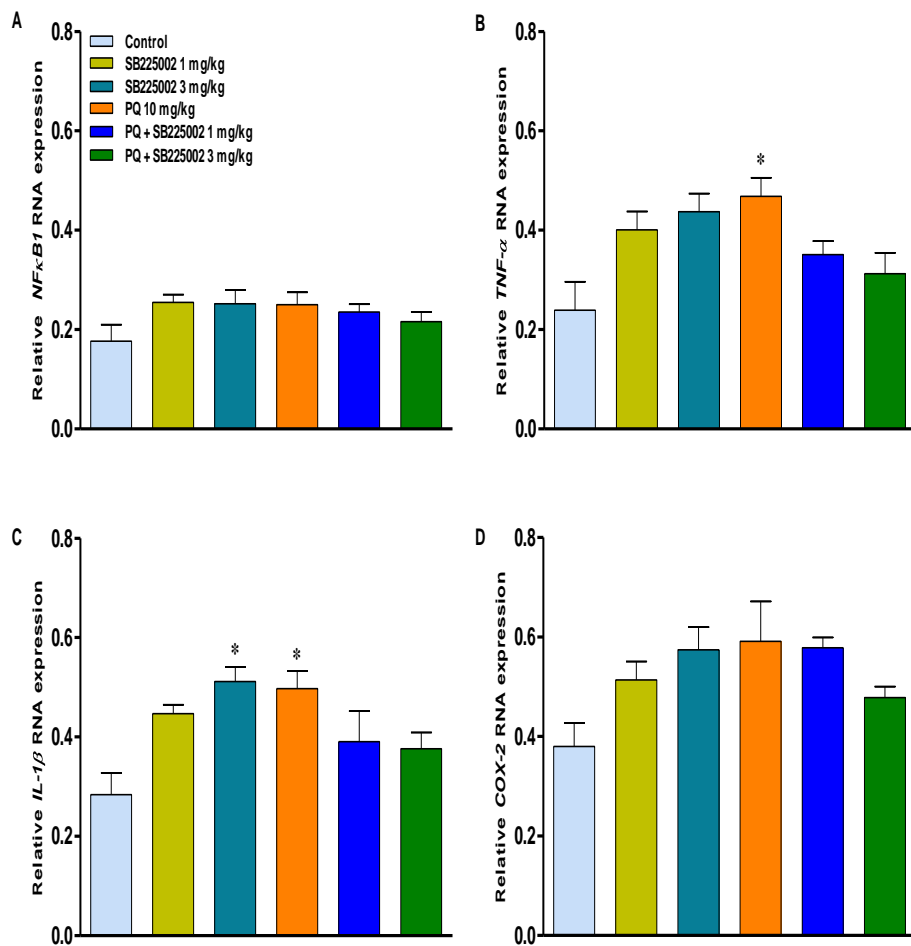 A
0.8
0.6
0.4
0.2
0.0
Relative NFκB1 RNA expression
Control
SB225002 1 mg/kg
SB225002 3 mg/kg
PQ 10 mg/kg
PQ + SB225002 1 mg/kg
PQ + SB225002 3 mg/kg
B
0.8
0.6
0.4
0.2
0.0
Relative TNF-α RNA expression
*
C
0.8
0.6
0.4
0.2
0.0
Relative IL-1β RNA expression
*
*
D
0.8
0.6
0.4
0.2
0.0
Relative COX-2 RNA expression